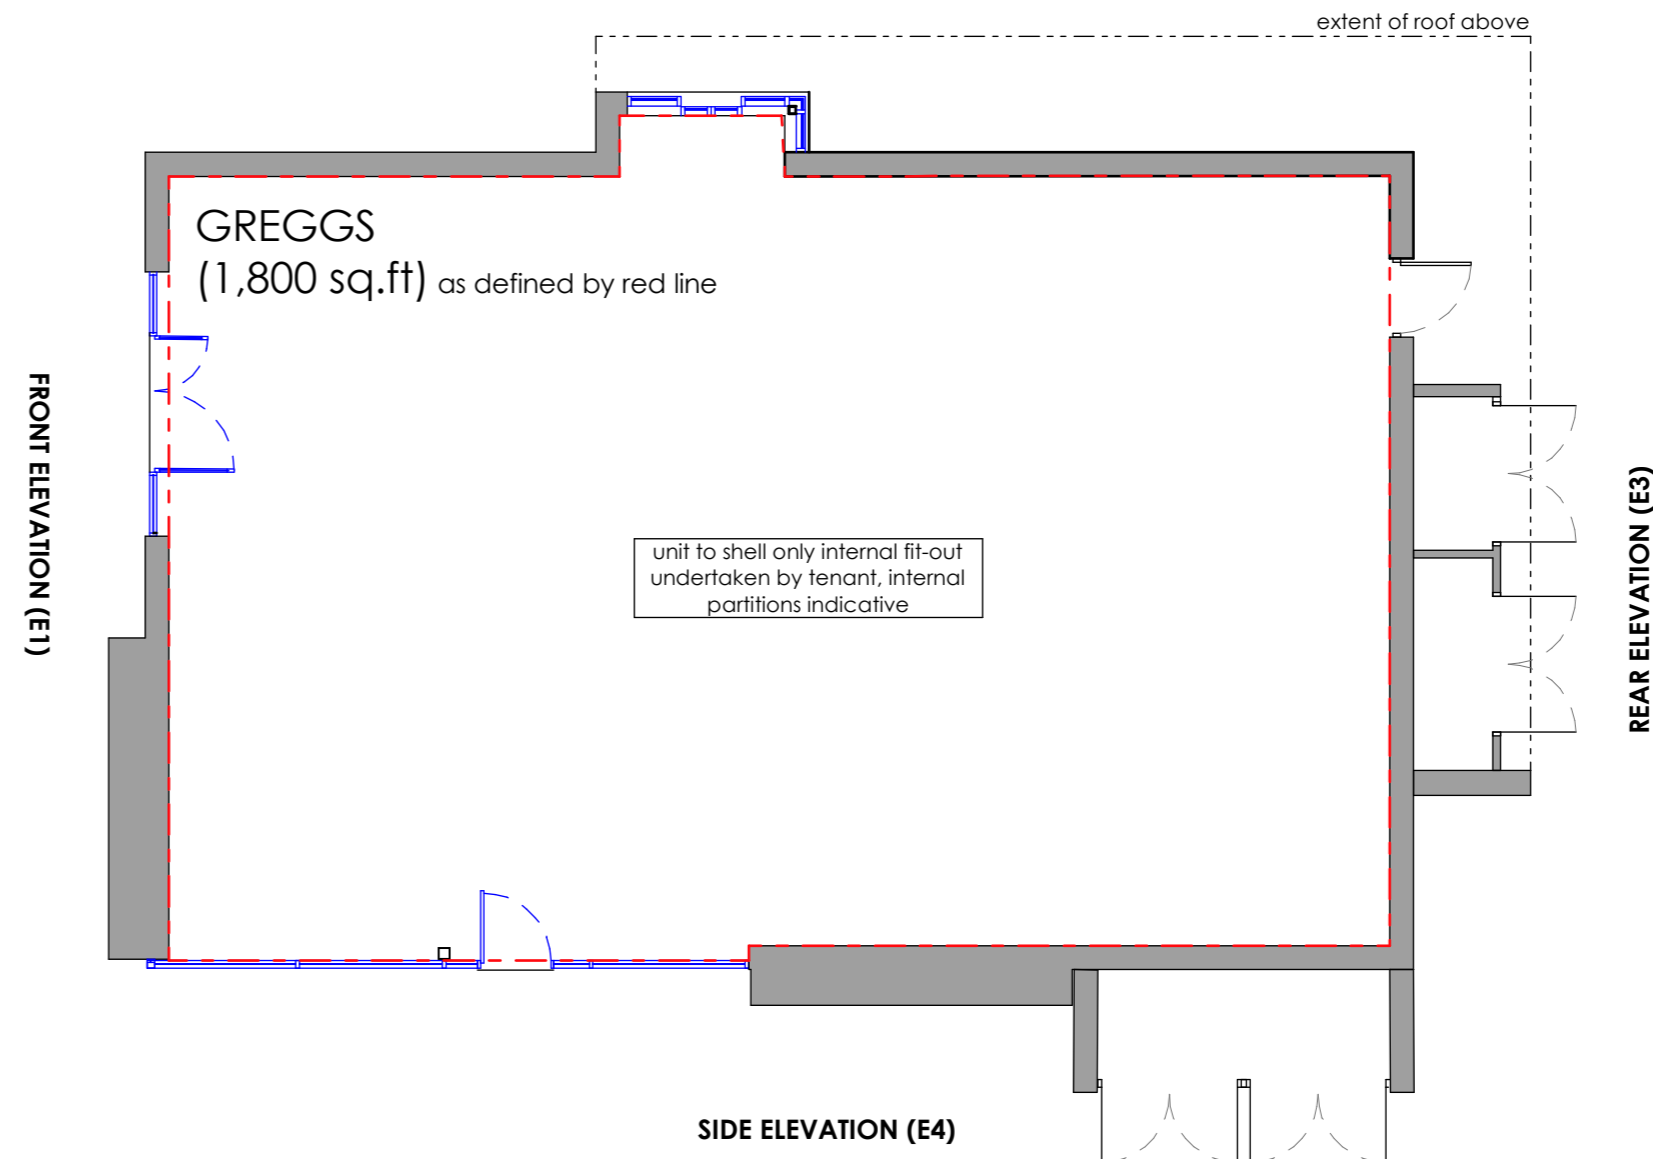 extent of roof above
GREGGS
(1,800 sq.ft) as defined by red line
FRONT ELEVATION (E1)
unit to shell only internal fit-out
undertaken by tenant, internal
partitions indicative
REAR ELEVATION (E3)
SIDE ELEVATION (E4)